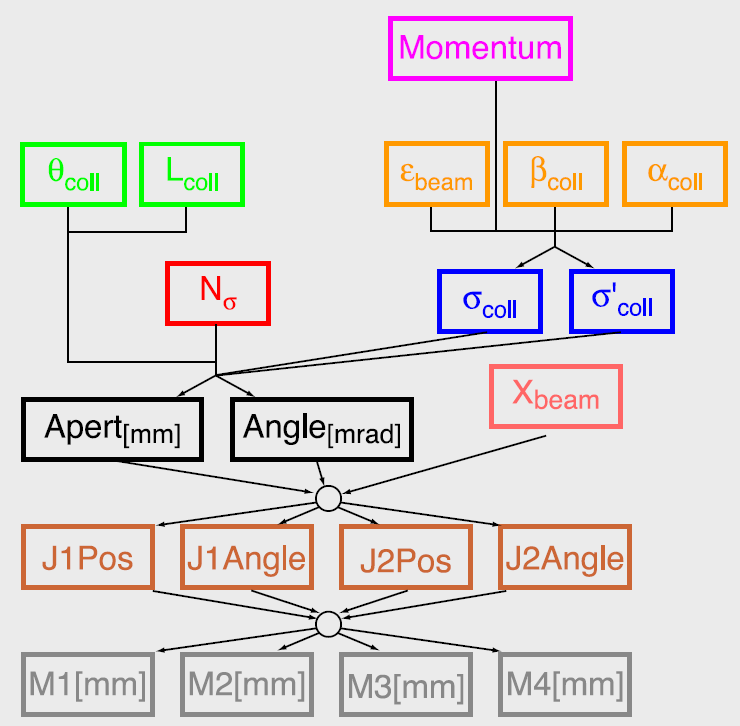 Momentum
θcoll
Lcoll
εbeam
βcoll
αcoll
Nσ
σcoll
σ'coll
Xbeam
Apert[mm]
Angle[mrad]
J1Pos
J1Angle
J2Pos
J2Angle
M1[mm]
M2[mm]
M3[mm]
M4[mm]